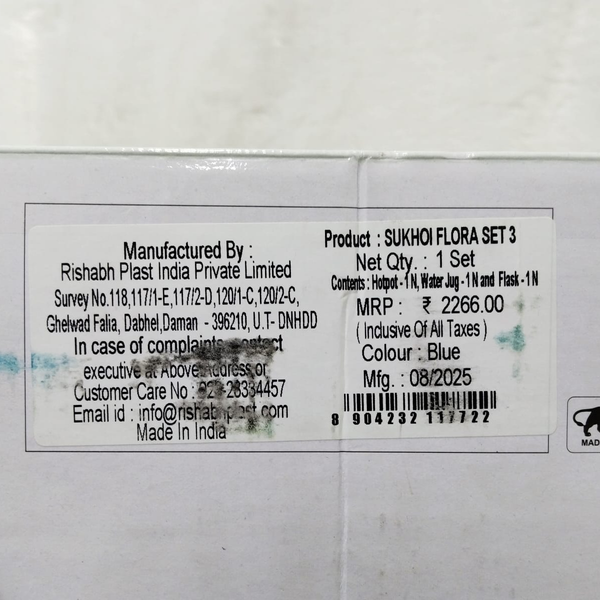 Manufactured By :
Rishabh Plast India Private Limited
Survey No.118,117/1-E,117/2-D,120/1-C,120/2-C,
Ghelwad Falia, Dabhel,Daman - 396210, U.T- DNHDD
In case of complaints contact
executive at Above Address or
Customer Care No : 022-28334457
Email id : info@rishabhplast.com
Made In India
Product : SUKHOI FLORA SET 3
Net Qty. : 1 Set
Contents : Hotpot - 1 N, Water Jug - 1 N and Flask - 1 N
MRP : ₹ 2266.00
( Inclusive Of All Taxes )
Colour : Blue
Mfg. : 08/2025
8 904232 117722
MAD